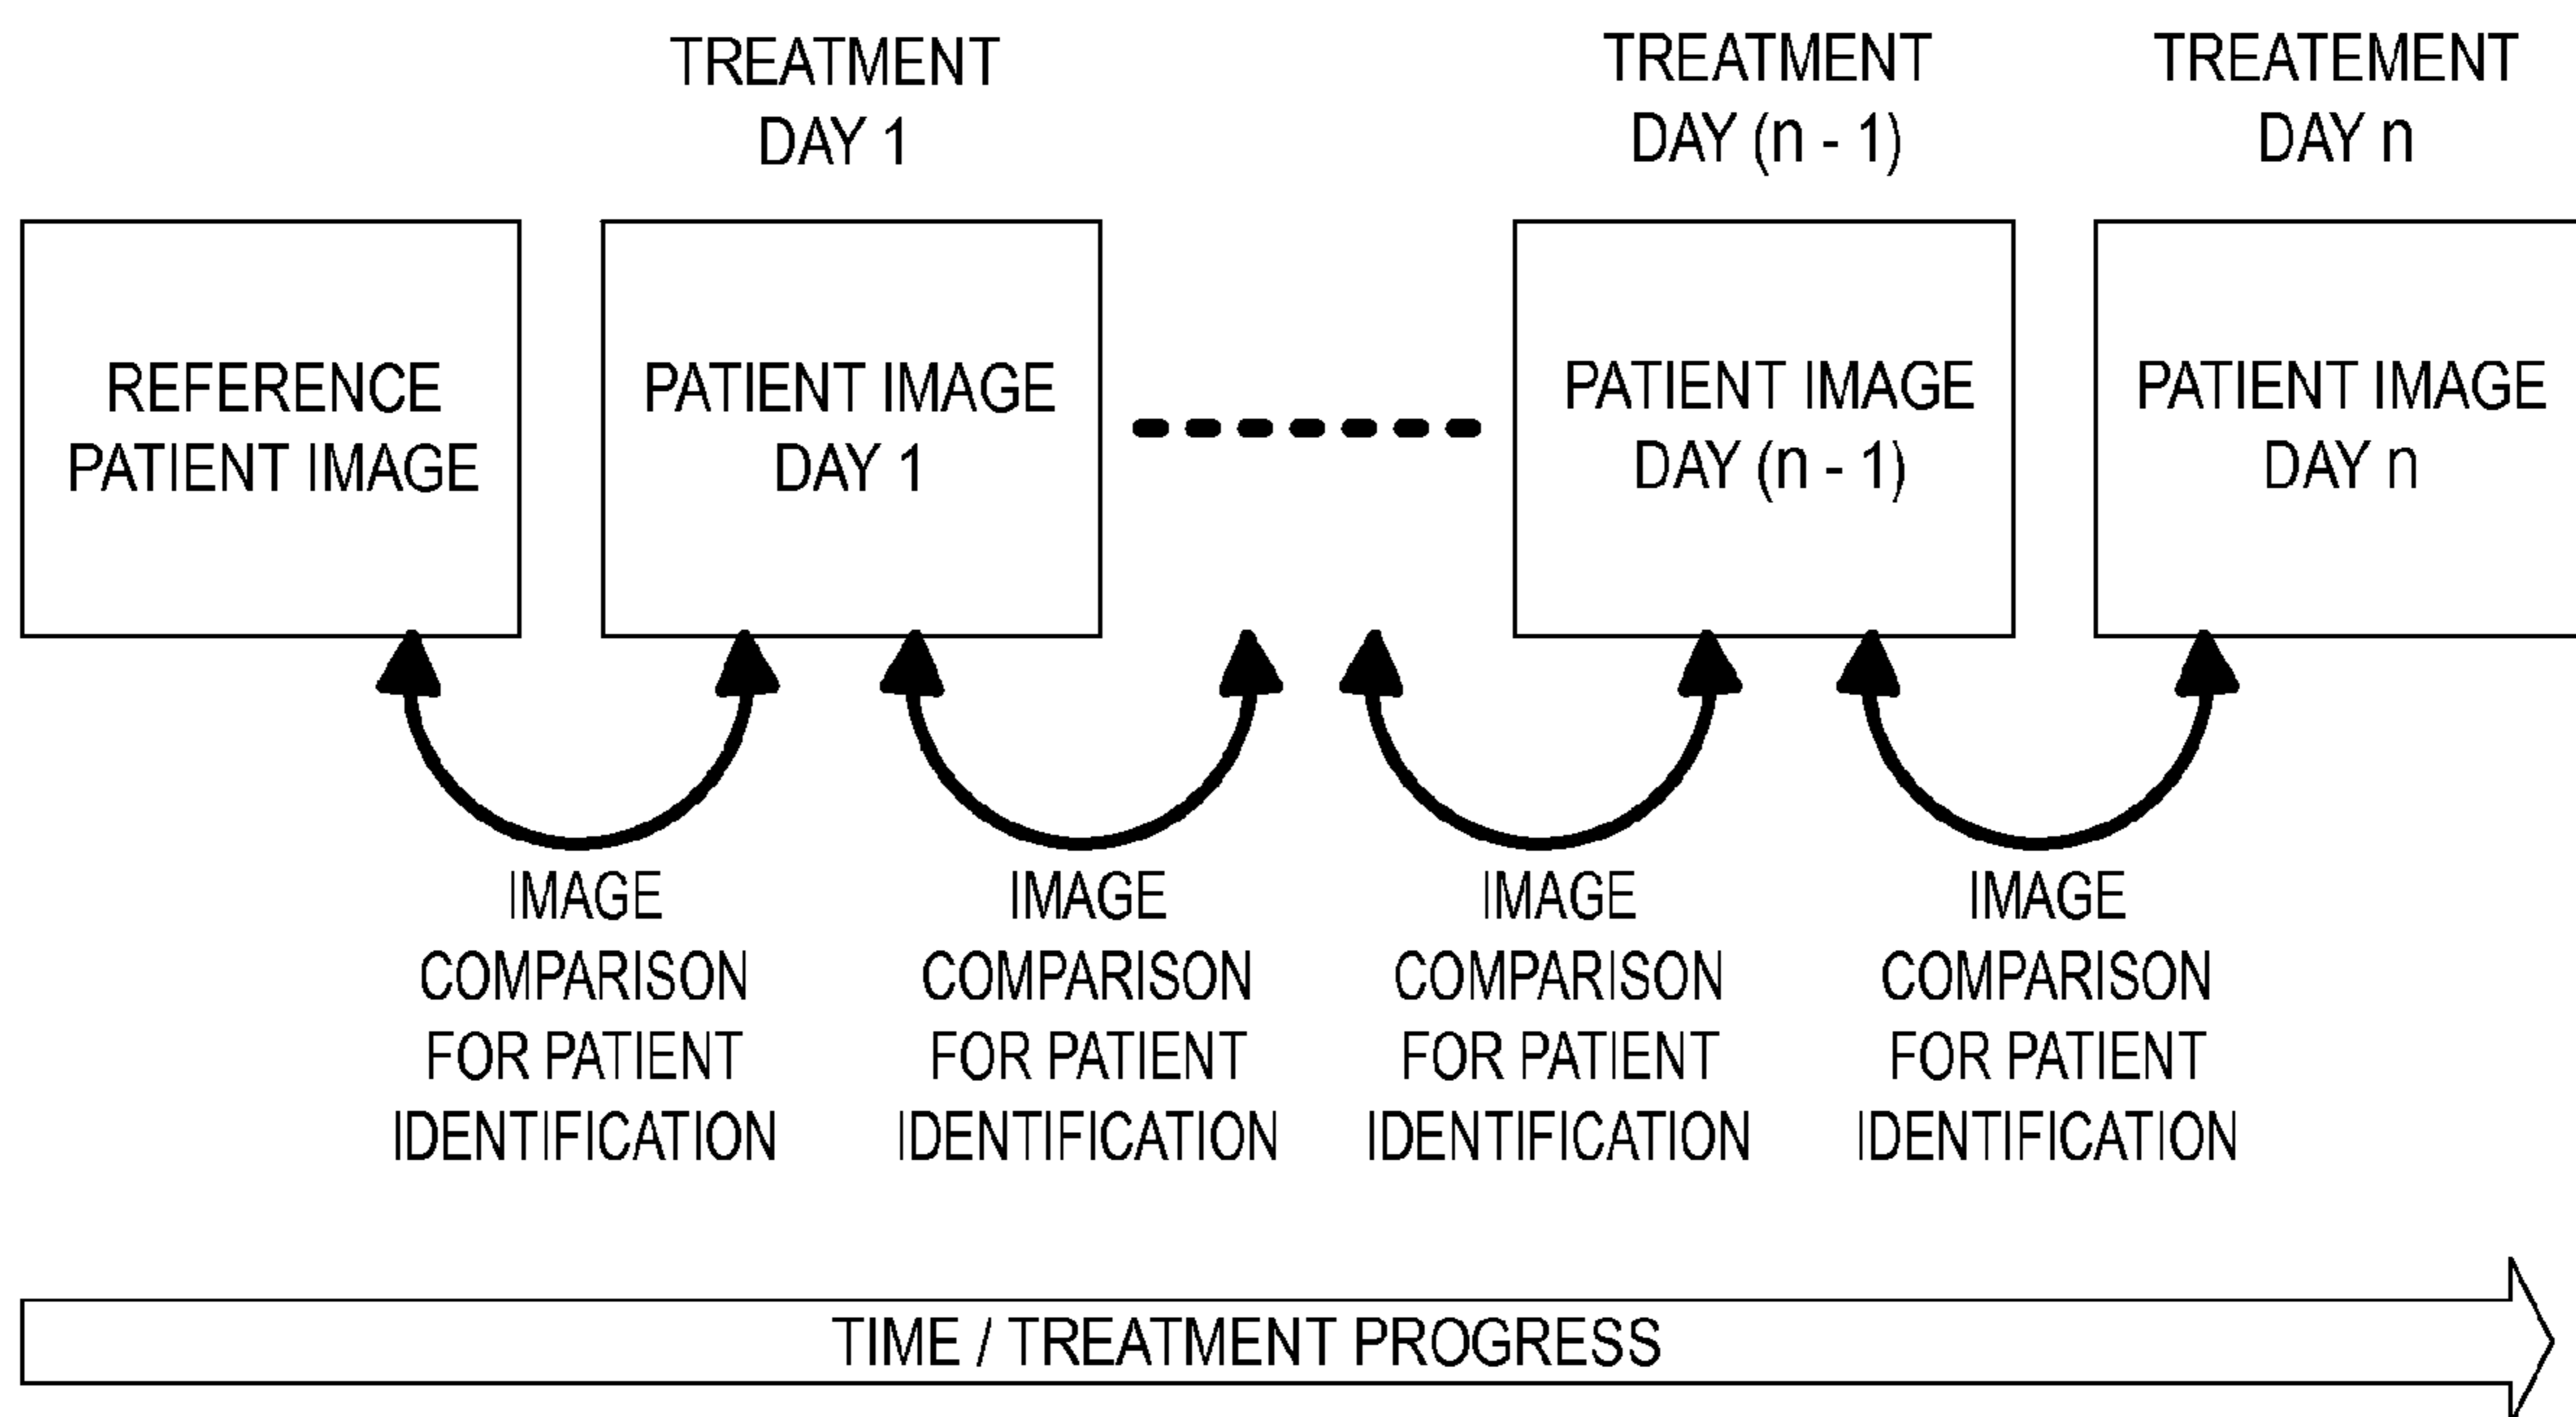 TREATMENT
DAY 1
TREATMENT
DAY (n - 1)
TREATEMENT
DAY n
REFERENCE
PATIENT IMAGE
PATIENT IMAGE
DAY 1
PATIENT IMAGE
DAY (n - 1)
PATIENT IMAGE
DAY n
IMAGE
COMPARISON
FOR PATIENT
IDENTIFICATION
IMAGE
COMPARISON
FOR PATIENT
IDENTIFICATION
IMAGE
COMPARISON
FOR PATIENT
IDENTIFICATION
IMAGE
COMPARISON
FOR PATIENT
IDENTIFICATION
TIME / TREATMENT PROGRESS